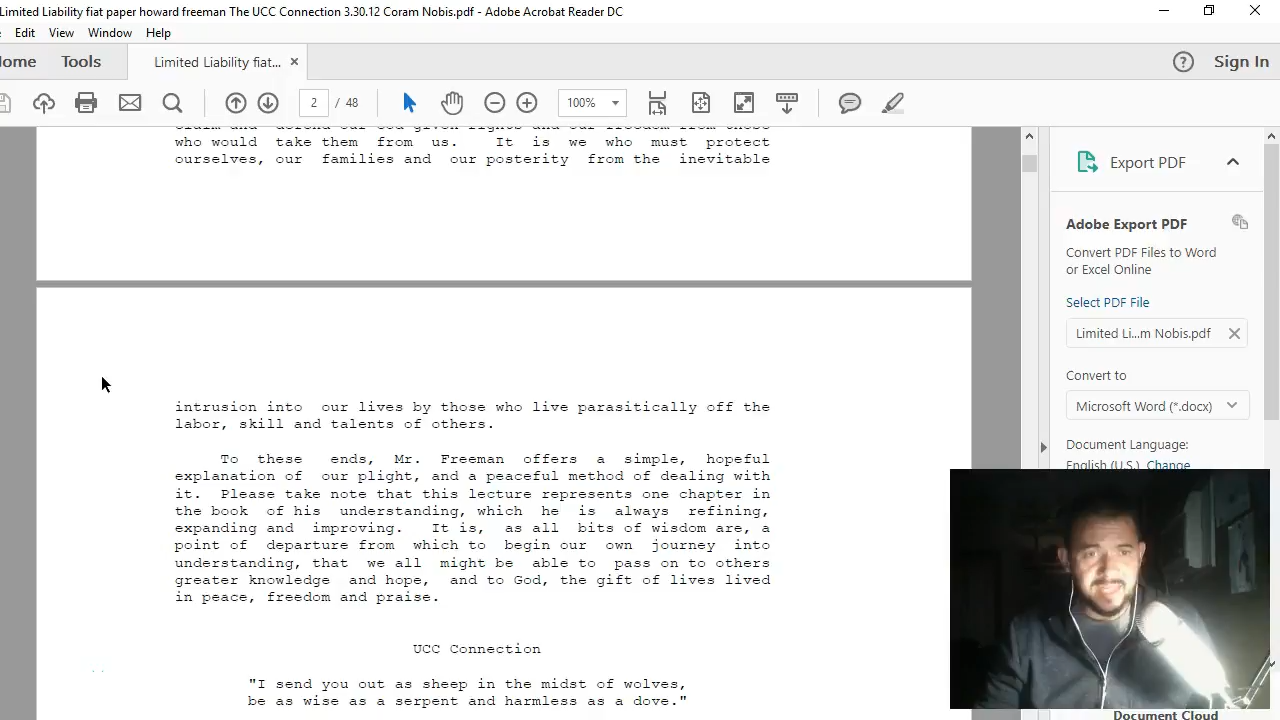 Limited Liability fiat paper howard freeman The UCC Connection 3.30.12 Coram Nobis.pdf - Adobe Acrobat Reader DC
Edit View Window Help
ome Tools Limited Liability fiat... × Sign In
2 / 48 100%
who would take them from us. It is we who must protect
ourselves, our families and our posterity from the inevitable
intrusion into our lives by those who live parasitically off the
labor, skill and talents of others.
To these ends, Mr. Freeman offers a simple, hopeful
explanation of our plight, and a peaceful method of dealing with
it. Please take note that this lecture represents one chapter in
the book of his understanding, which he is always refining,
expanding and improving. It is, as all bits of wisdom are, a
point of departure from which to begin our own journey into
understanding, that we all might be able to pass on to others
greater knowledge and hope, and to God, the gift of lives lived
in peace, freedom and praise.
UCC Connection
"I send you out as sheep in the midst of wolves,
be as wise as a serpent and harmless as a dove."
Export PDF
Adobe Export PDF
Convert PDF Files to Word
or Excel Online
Select PDF File
Limited Li...m Nobis.pdf
Convert to
Microsoft Word (*.docx)
Document Language:
English (U.S.) Change
Document Cloud